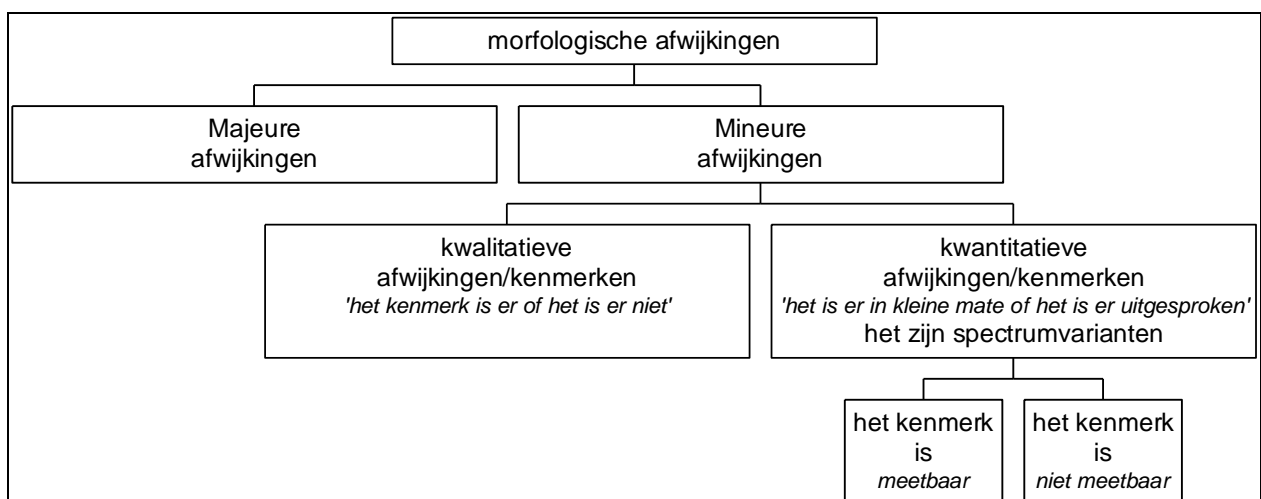 morfologische afwijkingen
Majeure
afwijkingen
Mineure
afwijkingen
kwalitatieve
afwijkingen/kenmerken
'het kenmerk is er of het is er niet'
kwantitatieve
afwijkingen/kenmerken
'het is er in kleine mate of het is er uitgesproken'
het zijn spectrumvarianten
het kenmerk
is
meetbaar
het kenmerk
is
niet meetbaar